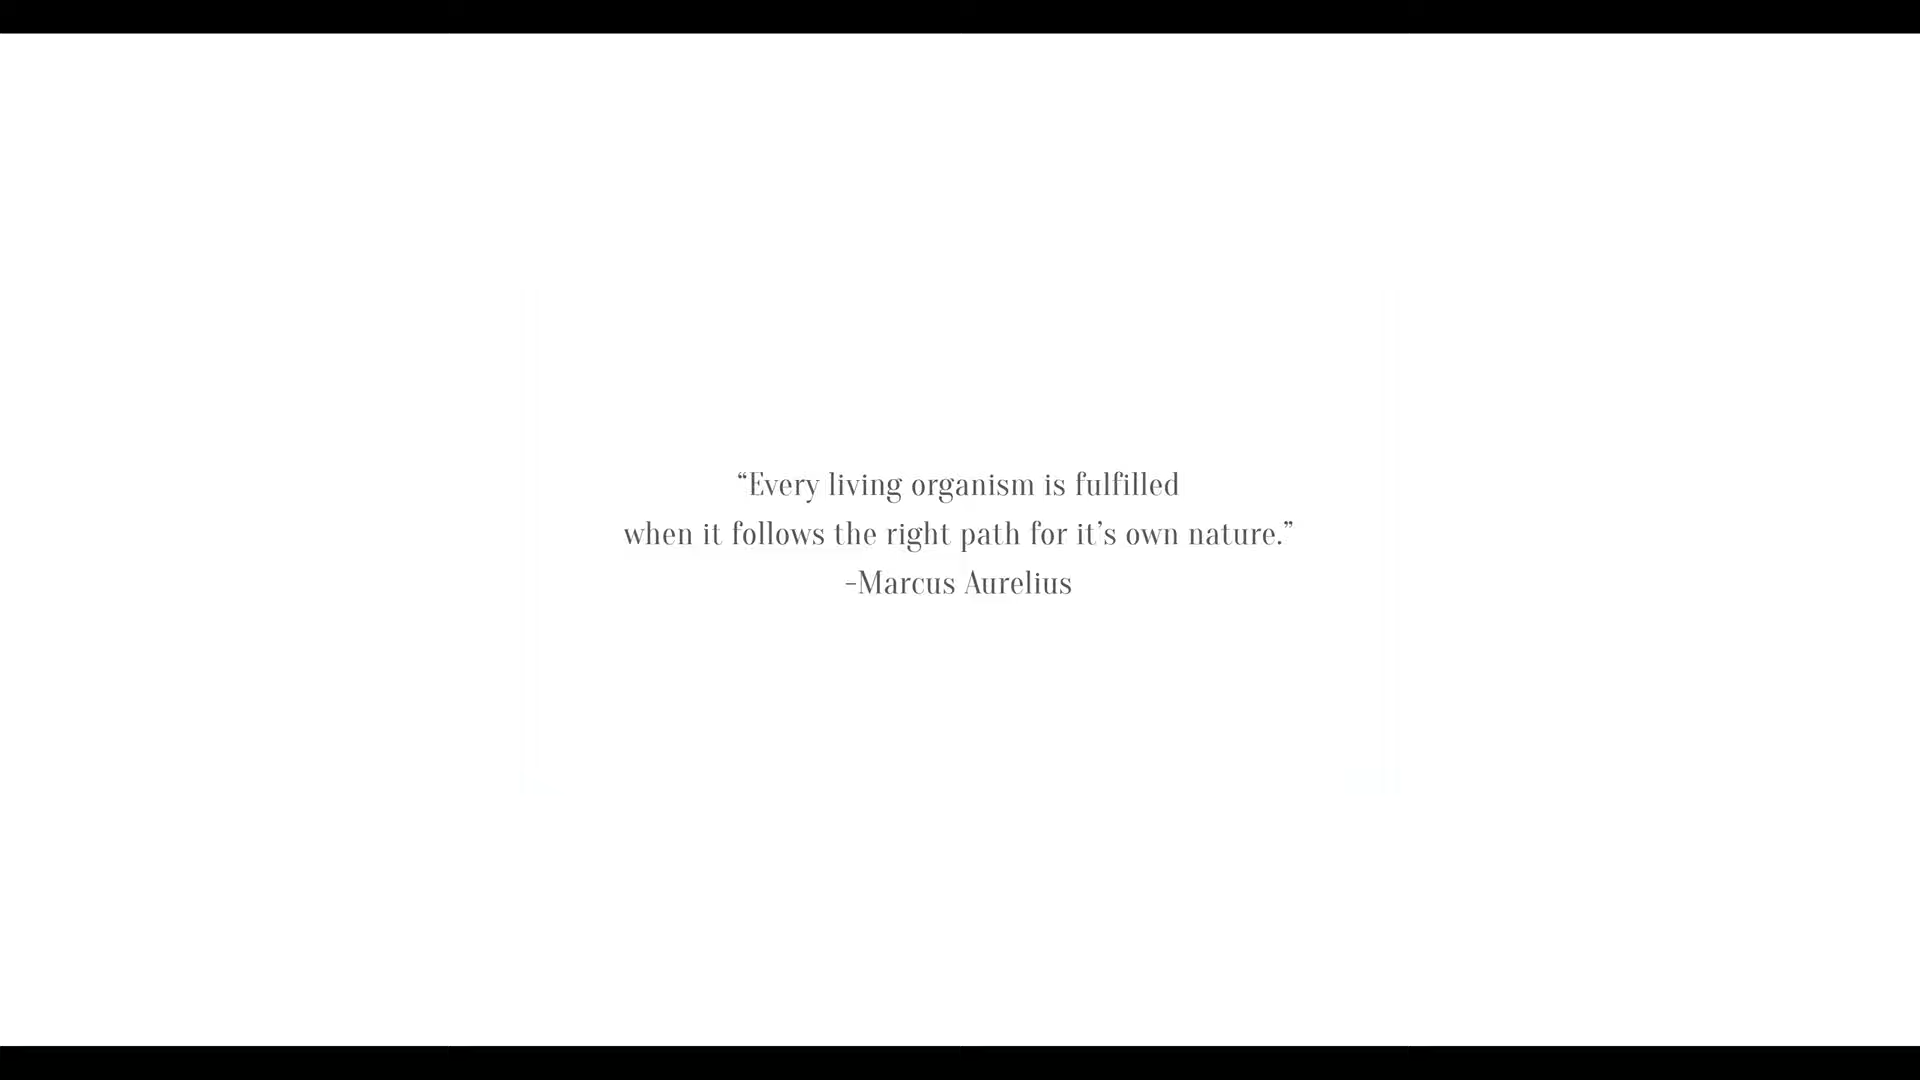 “Every living organism is fulfilled
when it follows the right path for it’s own nature.”
-Marcus Aurelius